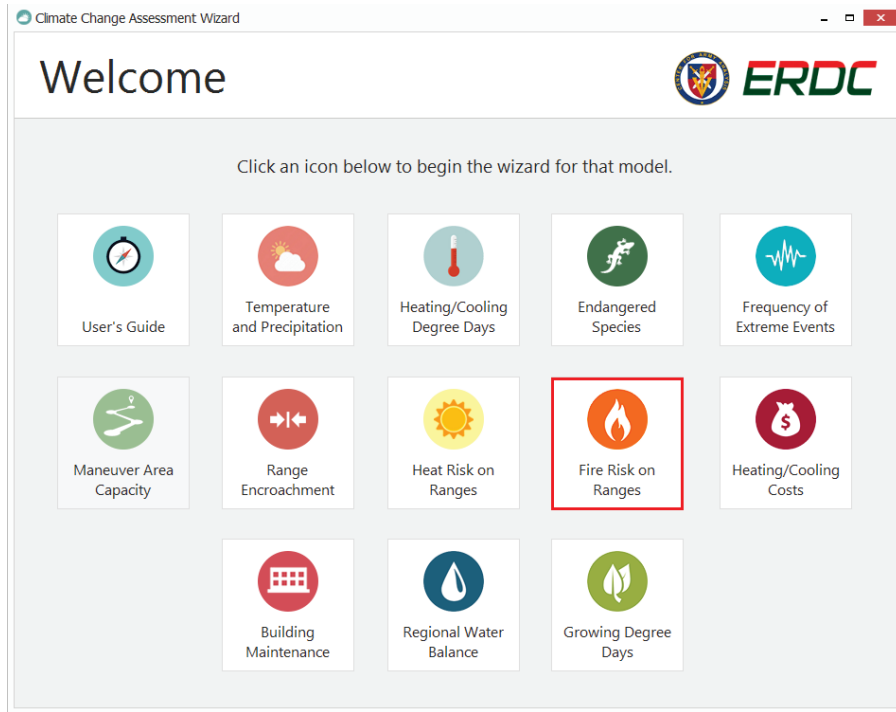 Climate Change Assessment Wizard
Welcome
ERDC
Click an icon below to begin the wizard for that model.
User's Guide
Temperature
and Precipitation
Heating/Cooling
Degree Days
Endangered
Species
Frequency of
Extreme Events
Maneuver Area
Capacity
Range
Encroachment
Heat Risk on
Ranges
Fire Risk on
Ranges
$
Heating/Cooling
Costs
Building
Maintenance
Regional Water
Balance
Growing Degree
Days